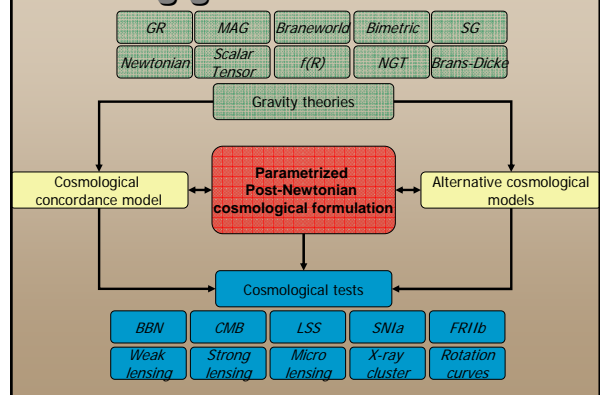 GR MAG Braneworld Bimetric SG
Newtonian Scalar Tensor f(R) NGT Brans-Dicke
Gravity theories
Cosmological concordance model
Parametrized
Post-Newtonian
cosmological formulation
Alternative cosmological models
Cosmological tests
BBN CMB LSS SNIa FRIIb
Weak lensing Strong lensing Micro lensing X-ray cluster Rotation curves